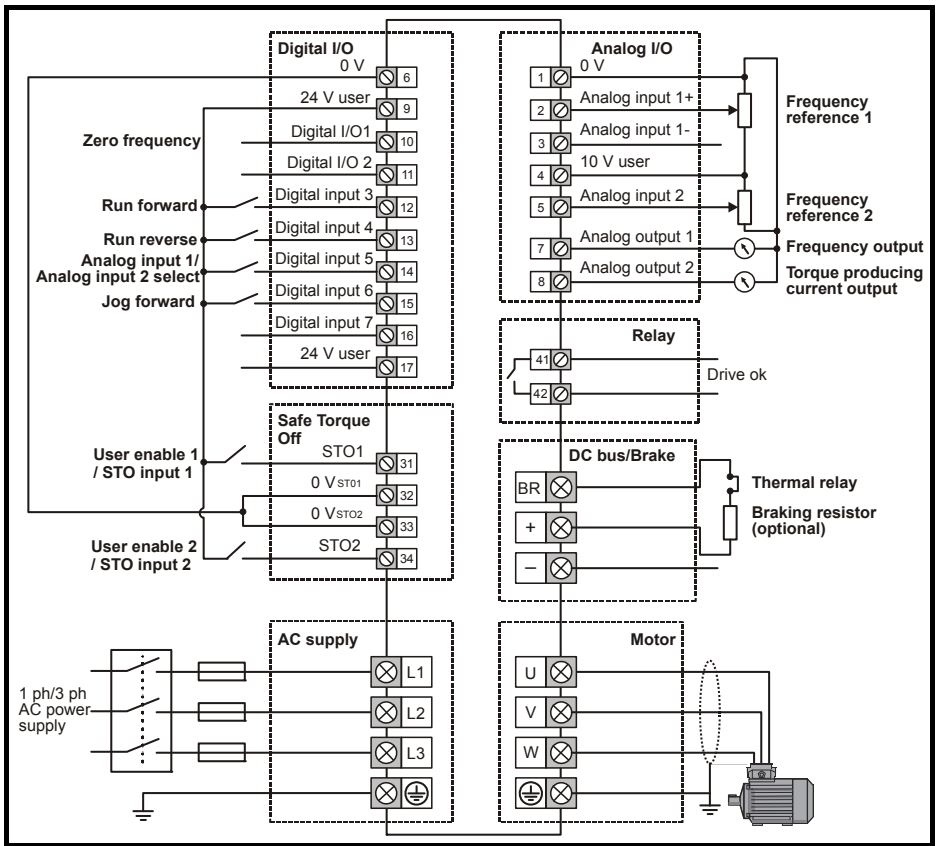 Digital I/O
0 V
6
24 V user
9
Zero frequency
Digital I/O1
10
Digital I/O 2
11
Run forward
Digital input 3
12
Run reverse
Digital input 4
13
Analog input 1/
Analog input 2 select
Digital input 5
14
Jog forward
Digital input 6
15
Digital input 7
16
24 V user
17
Safe Torque
Off
User enable 1
/ STO input 1
STO1
31
0 VST01
32
0 VSTO2
33
User enable 2
/ STO input 2
STO2
34
AC supply
1 ph/3 ph
AC power
supply
L1
L2
L3
Analog I/O
0 V
1
Analog input 1+
2
Frequency
reference 1
Analog input 1-
3
10 V user
4
Analog input 2
5
Frequency
reference 2
Analog output 1
7
Frequency output
Analog output 2
8
Torque producing
current output
Relay
41
42
Drive ok
DC bus/Brake
BR
+
–
Thermal relay
Braking resistor
(optional)
Motor
U
V
W